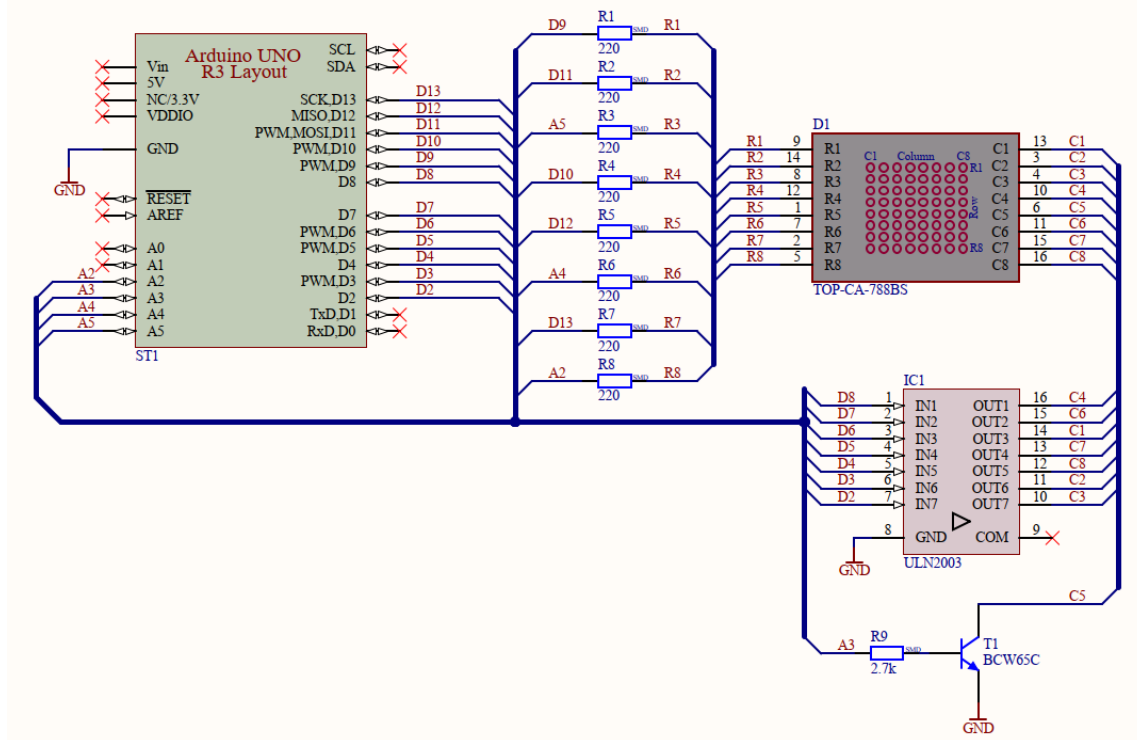 Arduino UNO
R3 Layout
Vin
5V
NC/3.3V
VDDIO
GND
RESET
AREF
A0
A1
A2
A3
A4
A5
SCL
SDA
SCK,D13
MISO,D12
PWM,MOSI,D11
PWM,D10
PWM,D9
D8
D7
PWM,D6
PWM,D5
D4
PWM,D3
D2
TxD,D1
RxD,D0
ST1
GND
A2
A3
A4
A5
D13
D12
D11
D10
D9
D8
D7
D6
D5
D4
D3
D2
D9 R1 SMD R1
220
D11 R2 SMD R2
220
A5 R3 SMD R3
220
D10 R4 SMD R4
220
D12 R5 SMD R5
220
A4 R6 SMD R6
220
D13 R7 SMD R7
220
A2 R8 SMD R8
220
D1
R1 9 R1
R2 14 R2
R3 8 R3
R4 12 R4
R5 1 R5
R6 7 R6
R7 2 R7
R8 5 R8
C1 Column C8
R1
Row
R8
C1 13 C1
C2 3 C2
C3 4 C3
C4 10 C4
C5 6 C5
C6 11 C6
C7 15 C7
C8 16 C8
TOP-CA-788BS
IC1
D8 1 IN1 OUT1 16 C4
D7 2 IN2 OUT2 15 C6
D6 3 IN3 OUT3 14 C1
D5 4 IN4 OUT4 13 C7
D4 5 IN5 OUT5 12 C8
D3 6 IN6 OUT6 11 C2
D2 7 IN7 OUT7 10 C3
8 GND COM 9
GND
ULN2003
C5
A3 R9 SMD
2.7k
T1
BCW65C
GND